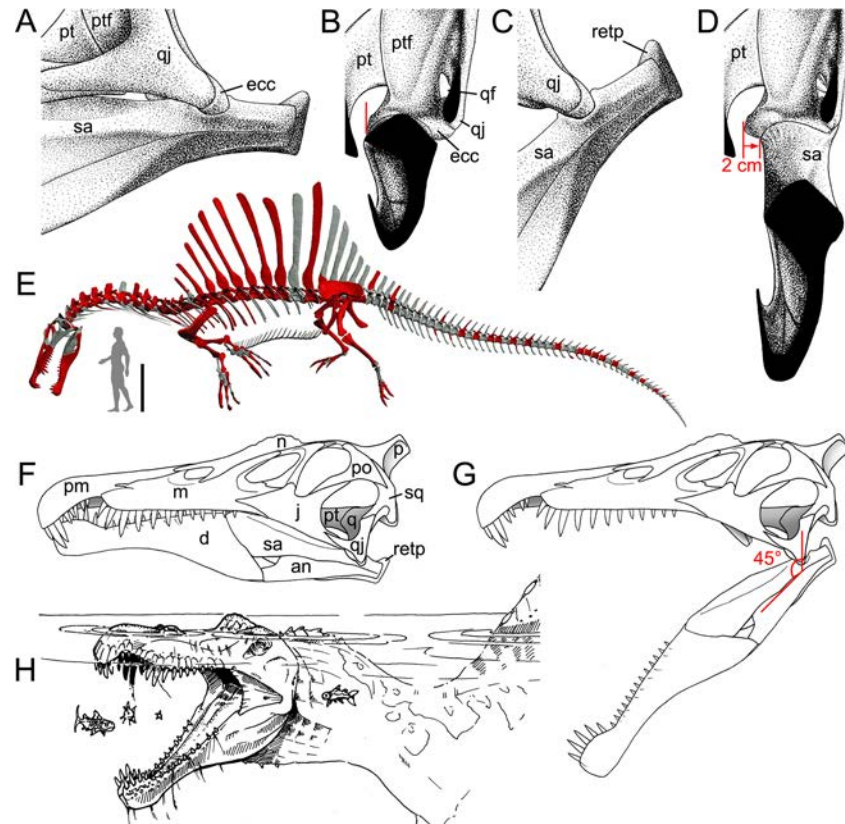 A
pt
ptf
qj
ecc
sa
B
pt
ptf
qf
qj
ecc
C
retp
qj
sa
D
pt
2 cm
sa
E
F
n
p
pm
m
po
sq
j
pt
q
d
sa
qj
retp
an
G
45°
H